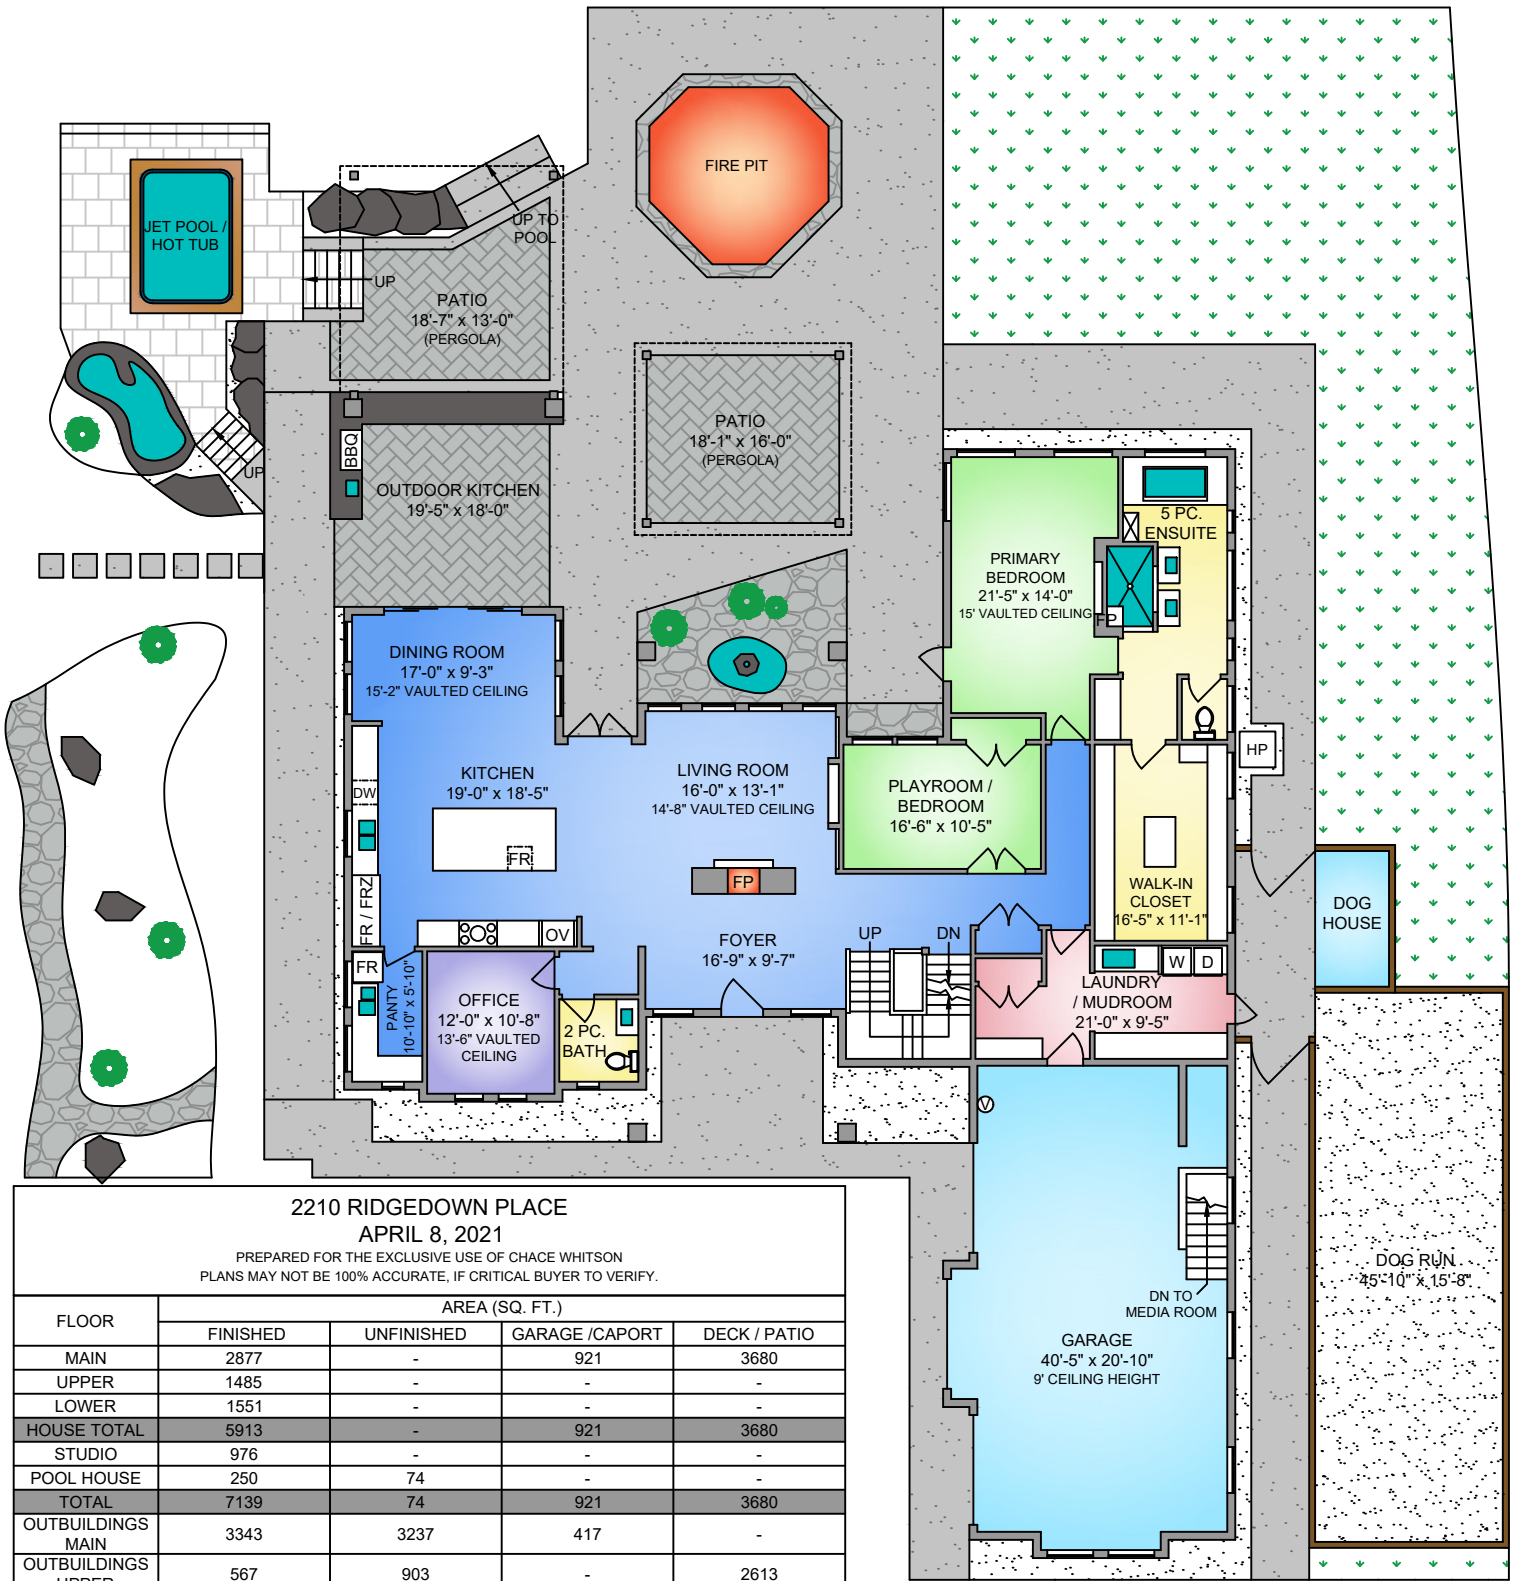 FIRE PIT
JET POOL /
HOT TUB
UP TO
POOL
UP
PATIO
18'-7" x 13'-0"
(PERGOLA)
PATIO
18'-1" x 16'-0"
(PERGOLA)
BBQ
UP
OUTDOOR KITCHEN
19'-5" x 18'-0"
5 PC.
ENSUITE
PRIMARY
BEDROOM
21'-5" x 14'-0"
15' VAULTED CEILING
FP
DINING ROOM
17'-0" x 9'-3"
15'-2" VAULTED CEILING
HP
KITCHEN
19'-0" x 18'-5"
DW
FR
LIVING ROOM
16'-0" x 13'-1"
14'-8" VAULTED CEILING
PLAYROOM /
BEDROOM
16'-6" x 10'-5"
FP
WALK-IN
CLOSET
16'-5" x 11'-1"
DOG
HOUSE
FR / FRZ
OV
FOYER
16'-9" x 9'-7"
UP
DN
W
D
FR
PANTY
10'-10" x 5'-10"
OFFICE
12'-0" x 10'-8"
13'-6" VAULTED
CEILING
2 PC.
BATH
LAUNDRY
/ MUDROOM
21'-0" x 9'-5"
V
DN TO
MEDIA ROOM
GARAGE
40'-5" x 20'-10"
9' CEILING HEIGHT
DOG RUN
45'-10" x 15'-8"
2210 RIDGEDOWN PLACE
APRIL 8, 2021
PREPARED FOR THE EXCLUSIVE USE OF CHACE WHITSON
PLANS MAY NOT BE 100% ACCURATE, IF CRITICAL BUYER TO VERIFY.
FLOOR AREA (SQ. FT.)
FINISHED UNFINISHED GARAGE /CAPORT DECK / PATIO
MAIN 2877 - 921 3680
UPPER 1485 - - -
LOWER 1551 - - -
HOUSE TOTAL 5913 - 921 3680
STUDIO 976 - - -
POOL HOUSE 250 74 - -
TOTAL 7139 74 921 3680
OUTBUILDINGS
MAIN 3343 3237 417 -
OUTBUILDINGS
UPPER 567 903 - 2613